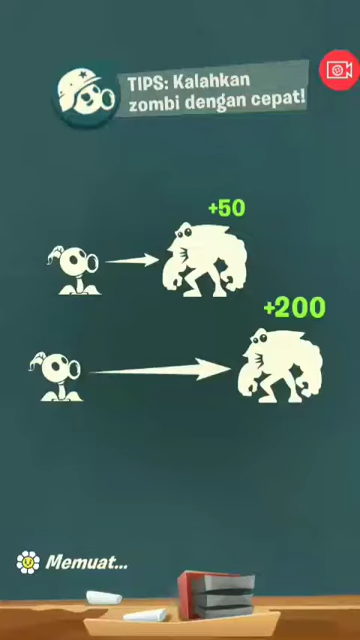 TIPS: Kalahkan
zombi dengan cepat!
+50
+200
Memuat...